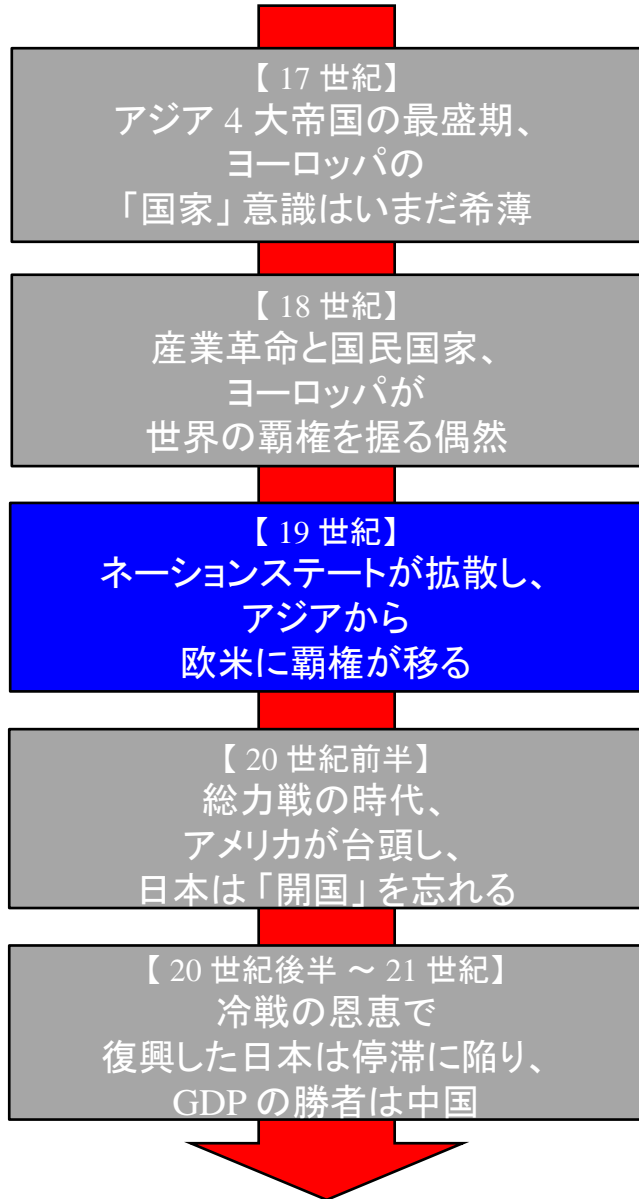 【 17 世紀】
アジア 4 大帝国の最盛期、
ヨーロッパの
「国家」意識はいまだ希薄
【 18 世紀】
産業革命と国民国家、
ヨーロッパが
世界の覇権を握る偶然
【 19 世紀】
ネーションステートが拡散し、
アジアから
欧米に覇権が移る
【 20 世紀前半】
総力戦の時代、
アメリカが台頭し、
日本は「開国」を忘れる
【 20 世紀後半 ~ 21 世紀】
冷戦の恩恵で
復興した日本は停滞に陥り、
GDP の勝者は中国